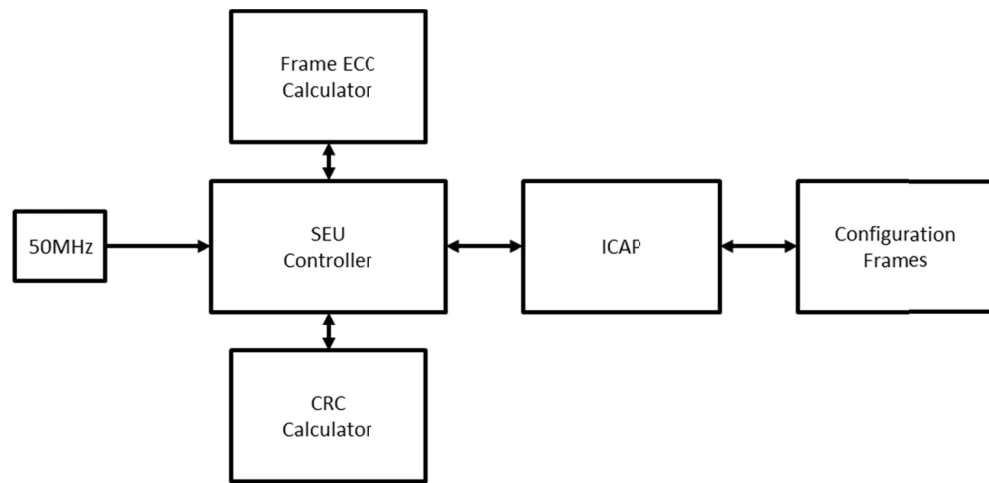 Frame ECC
Calculator
50MHz
SEU
Controller
ICAP
Configuration
Frames
CRC
Calculator